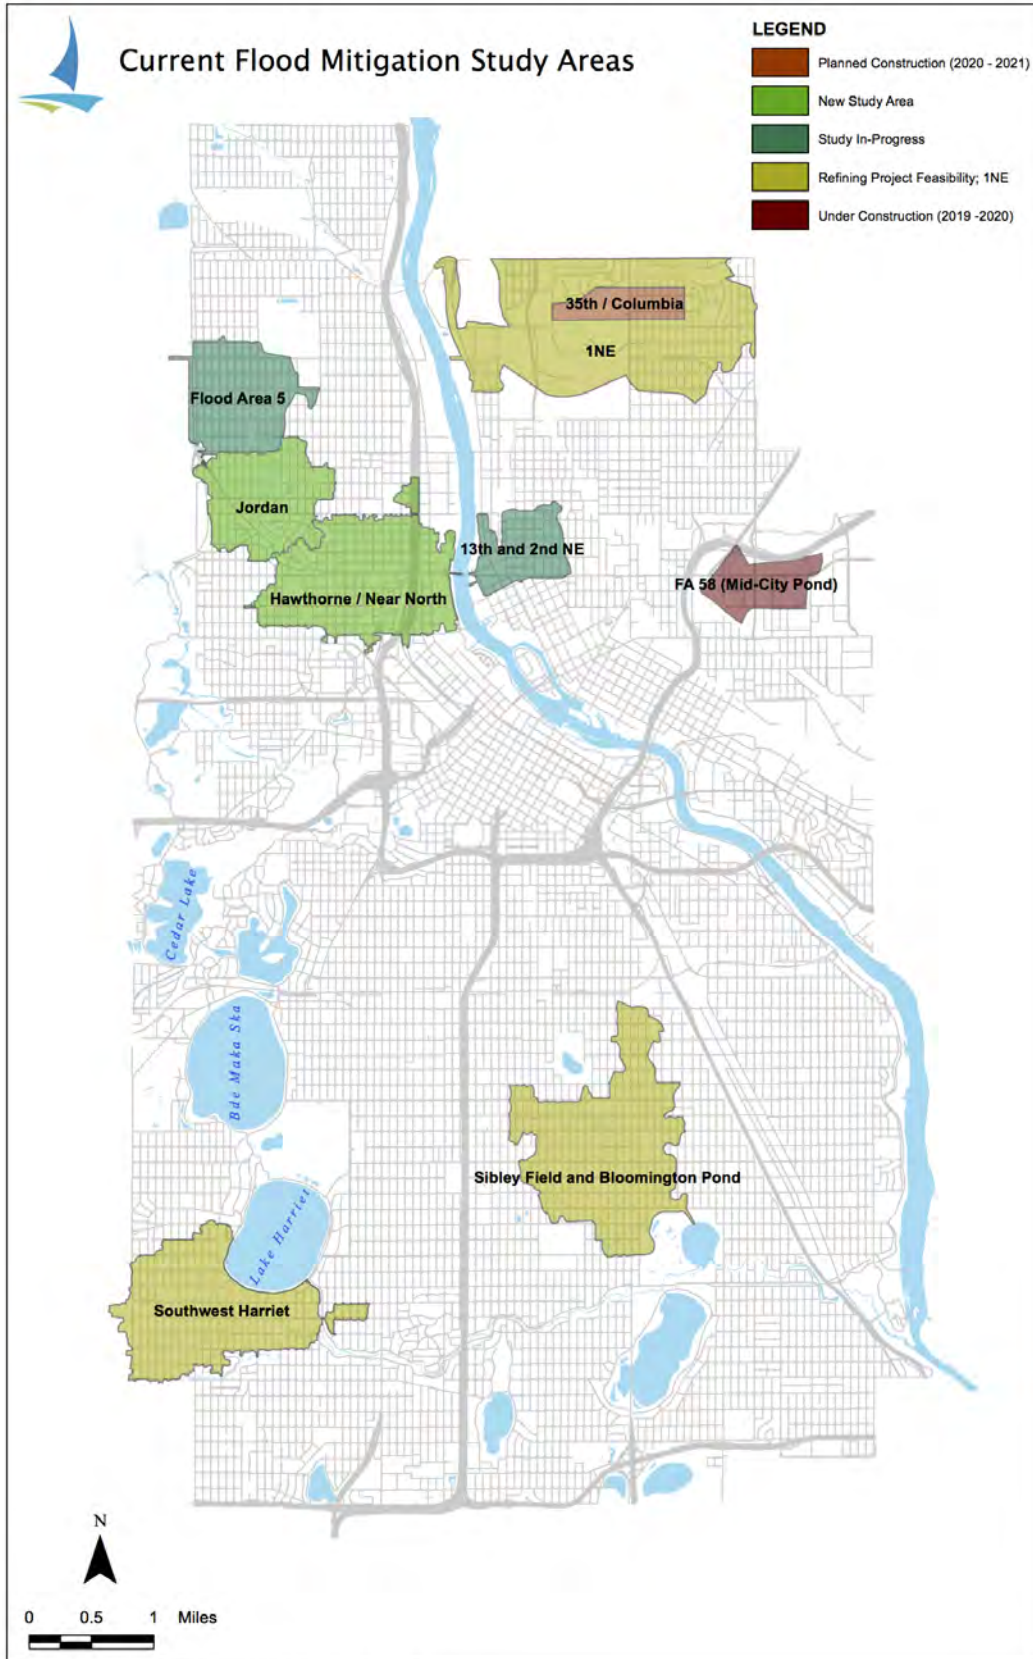 Current Flood Mitigation Study Areas
LEGEND
Planned Construction (2020 - 2021)
New Study Area
Study In-Progress
Refining Project Feasibility; 1NE
Under Construction (2019 -2020)
35th / Columbia
1NE
Flood Area 5
Jordan
13th and 2nd NE
FA 58 (Mid-City Pond)
Hawthorne / Near North
Cedar Lake
Bde Maka Ska
Sibley Field and Bloomington Pond
Lake Harriet
Southwest Harriet
N
0 0.5 1 Miles